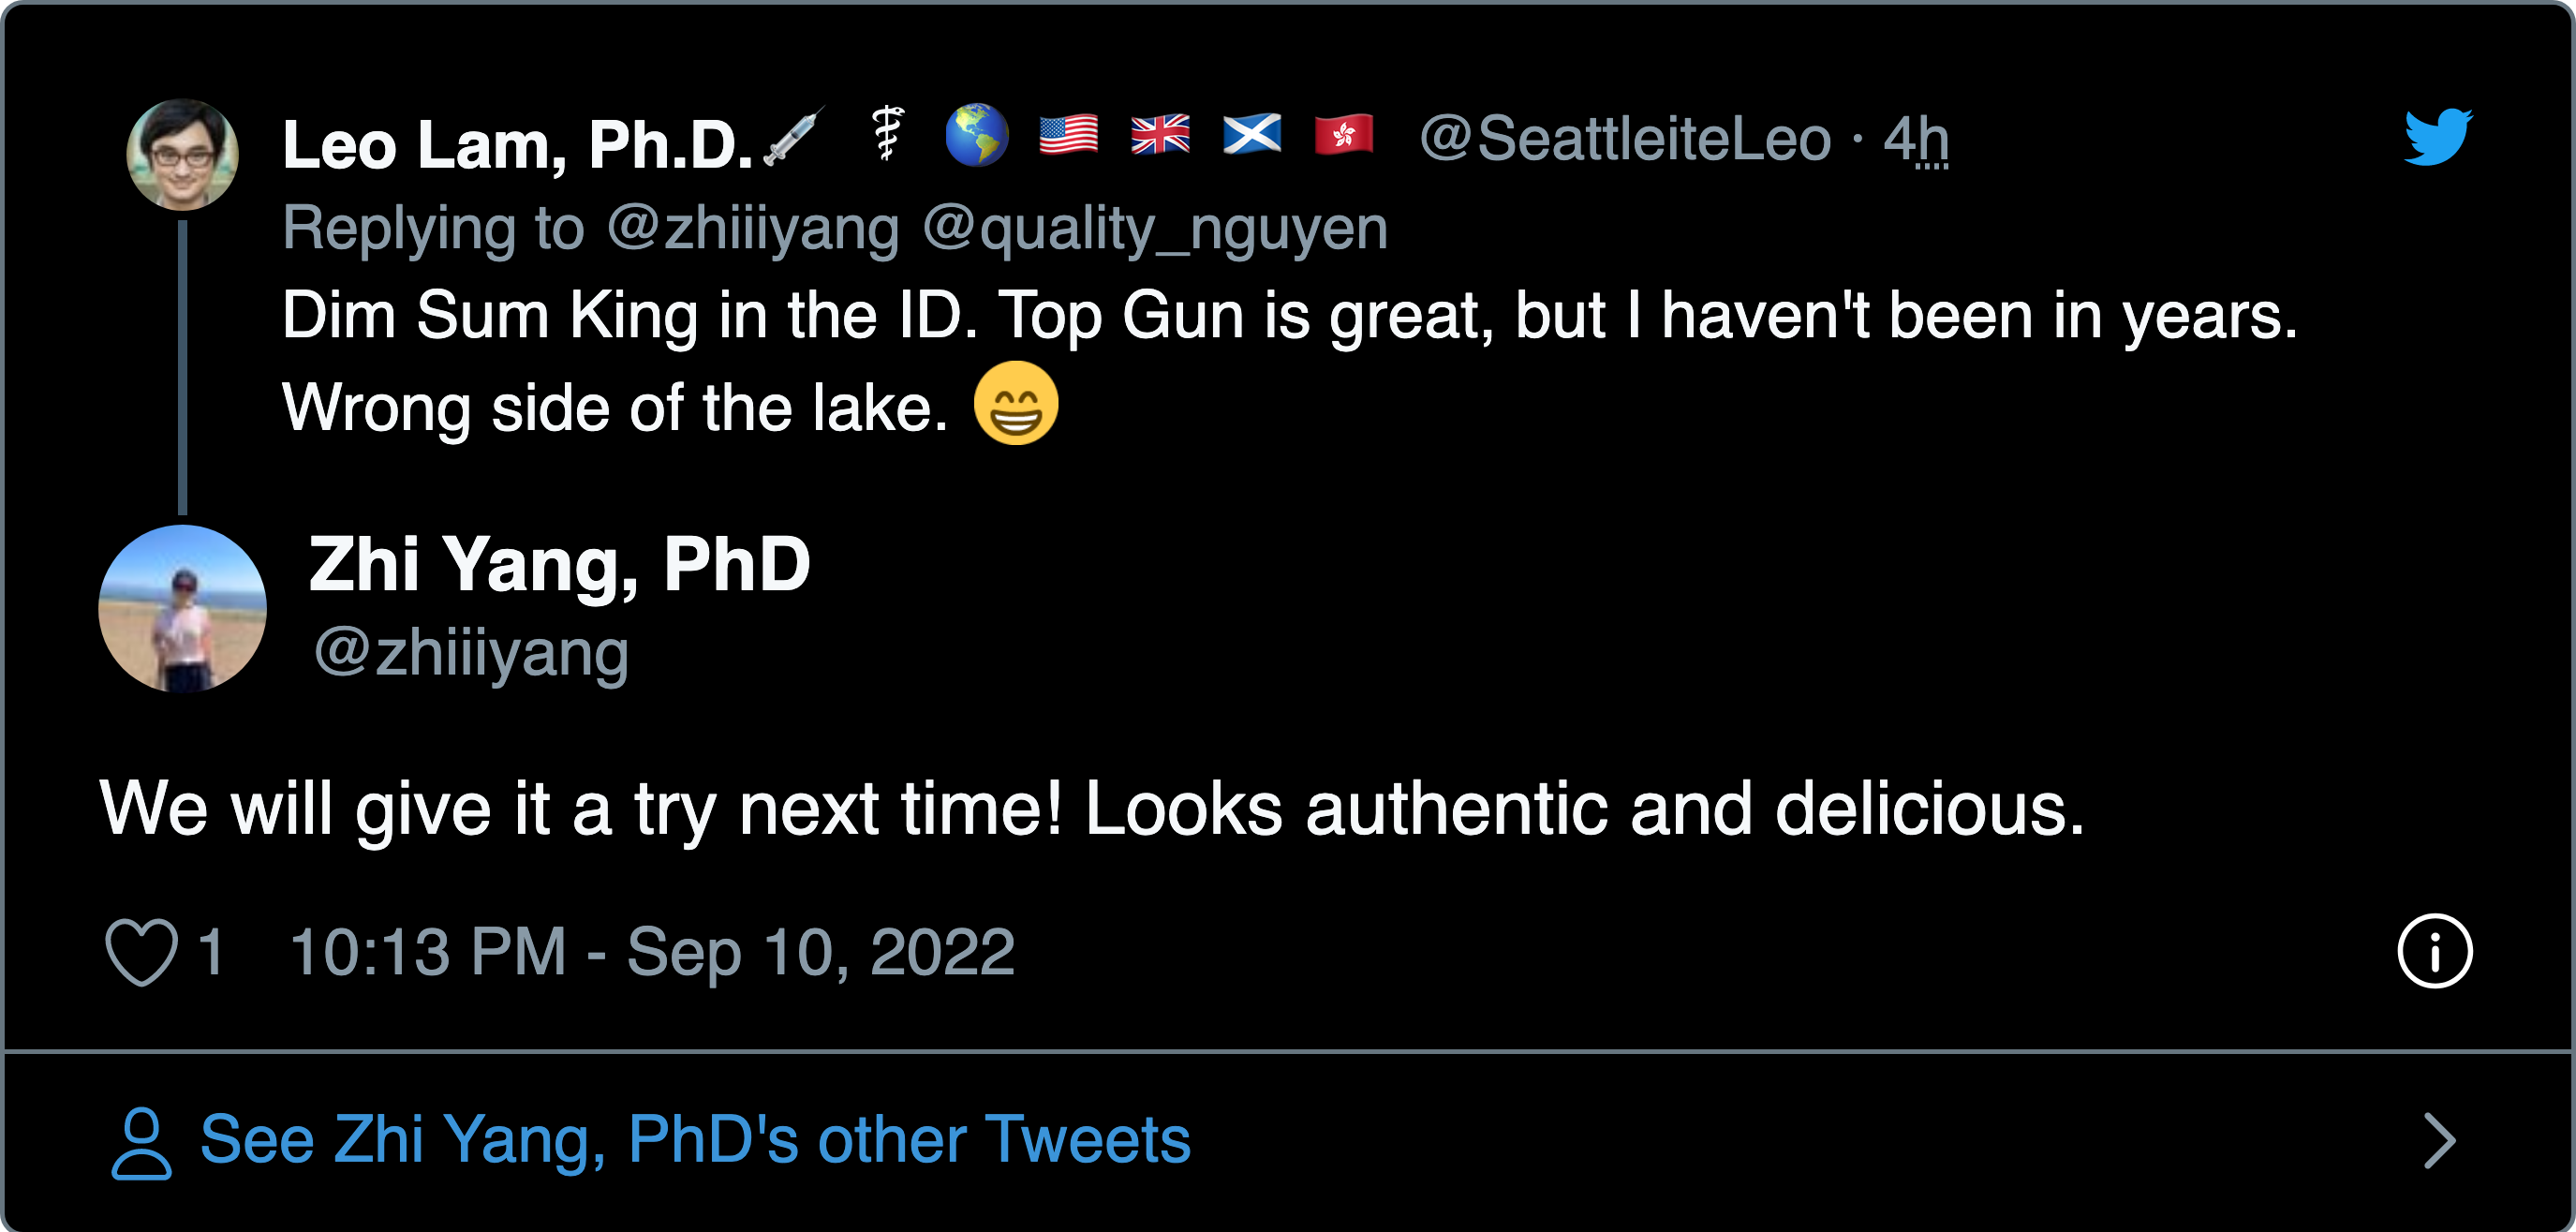 Leo Lam, Ph.D.💉 ⚕️ 🌎 🇺🇸 🇬🇧 🏴󠁧󠁢󠁳󠁣󠁴󠁿 🇭🇰 @SeattleiteLeo · 4h
Replying to @zhiiiyang @quality_nguyen
Dim Sum King in the ID. Top Gun is great, but I haven't been in years.
Wrong side of the lake. 😁
Zhi Yang, PhD
@zhiiiyang
We will give it a try next time! Looks authentic and delicious.
1 10:13 PM - Sep 10, 2022
See Zhi Yang, PhD's other Tweets